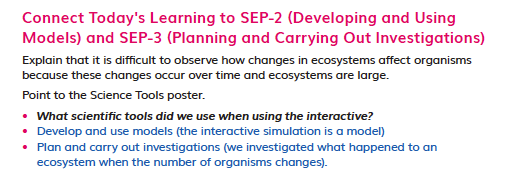 Connect Today's Learning to SEP-2 (Developing and Using
Models) and SEP-3 (Planning and Carrying Out Investigations)
Explain that it is difficult to observe how changes in ecosystems affect organisms
because these changes occur over time and ecosystems are large.
Point to the Science Tools poster.
• What scientific tools did we use when using the interactive?
• Develop and use models (the interactive simulation is a model)
• Plan and carry out investigations (we investigated what happened to an
ecosystem when the number of organisms changes).